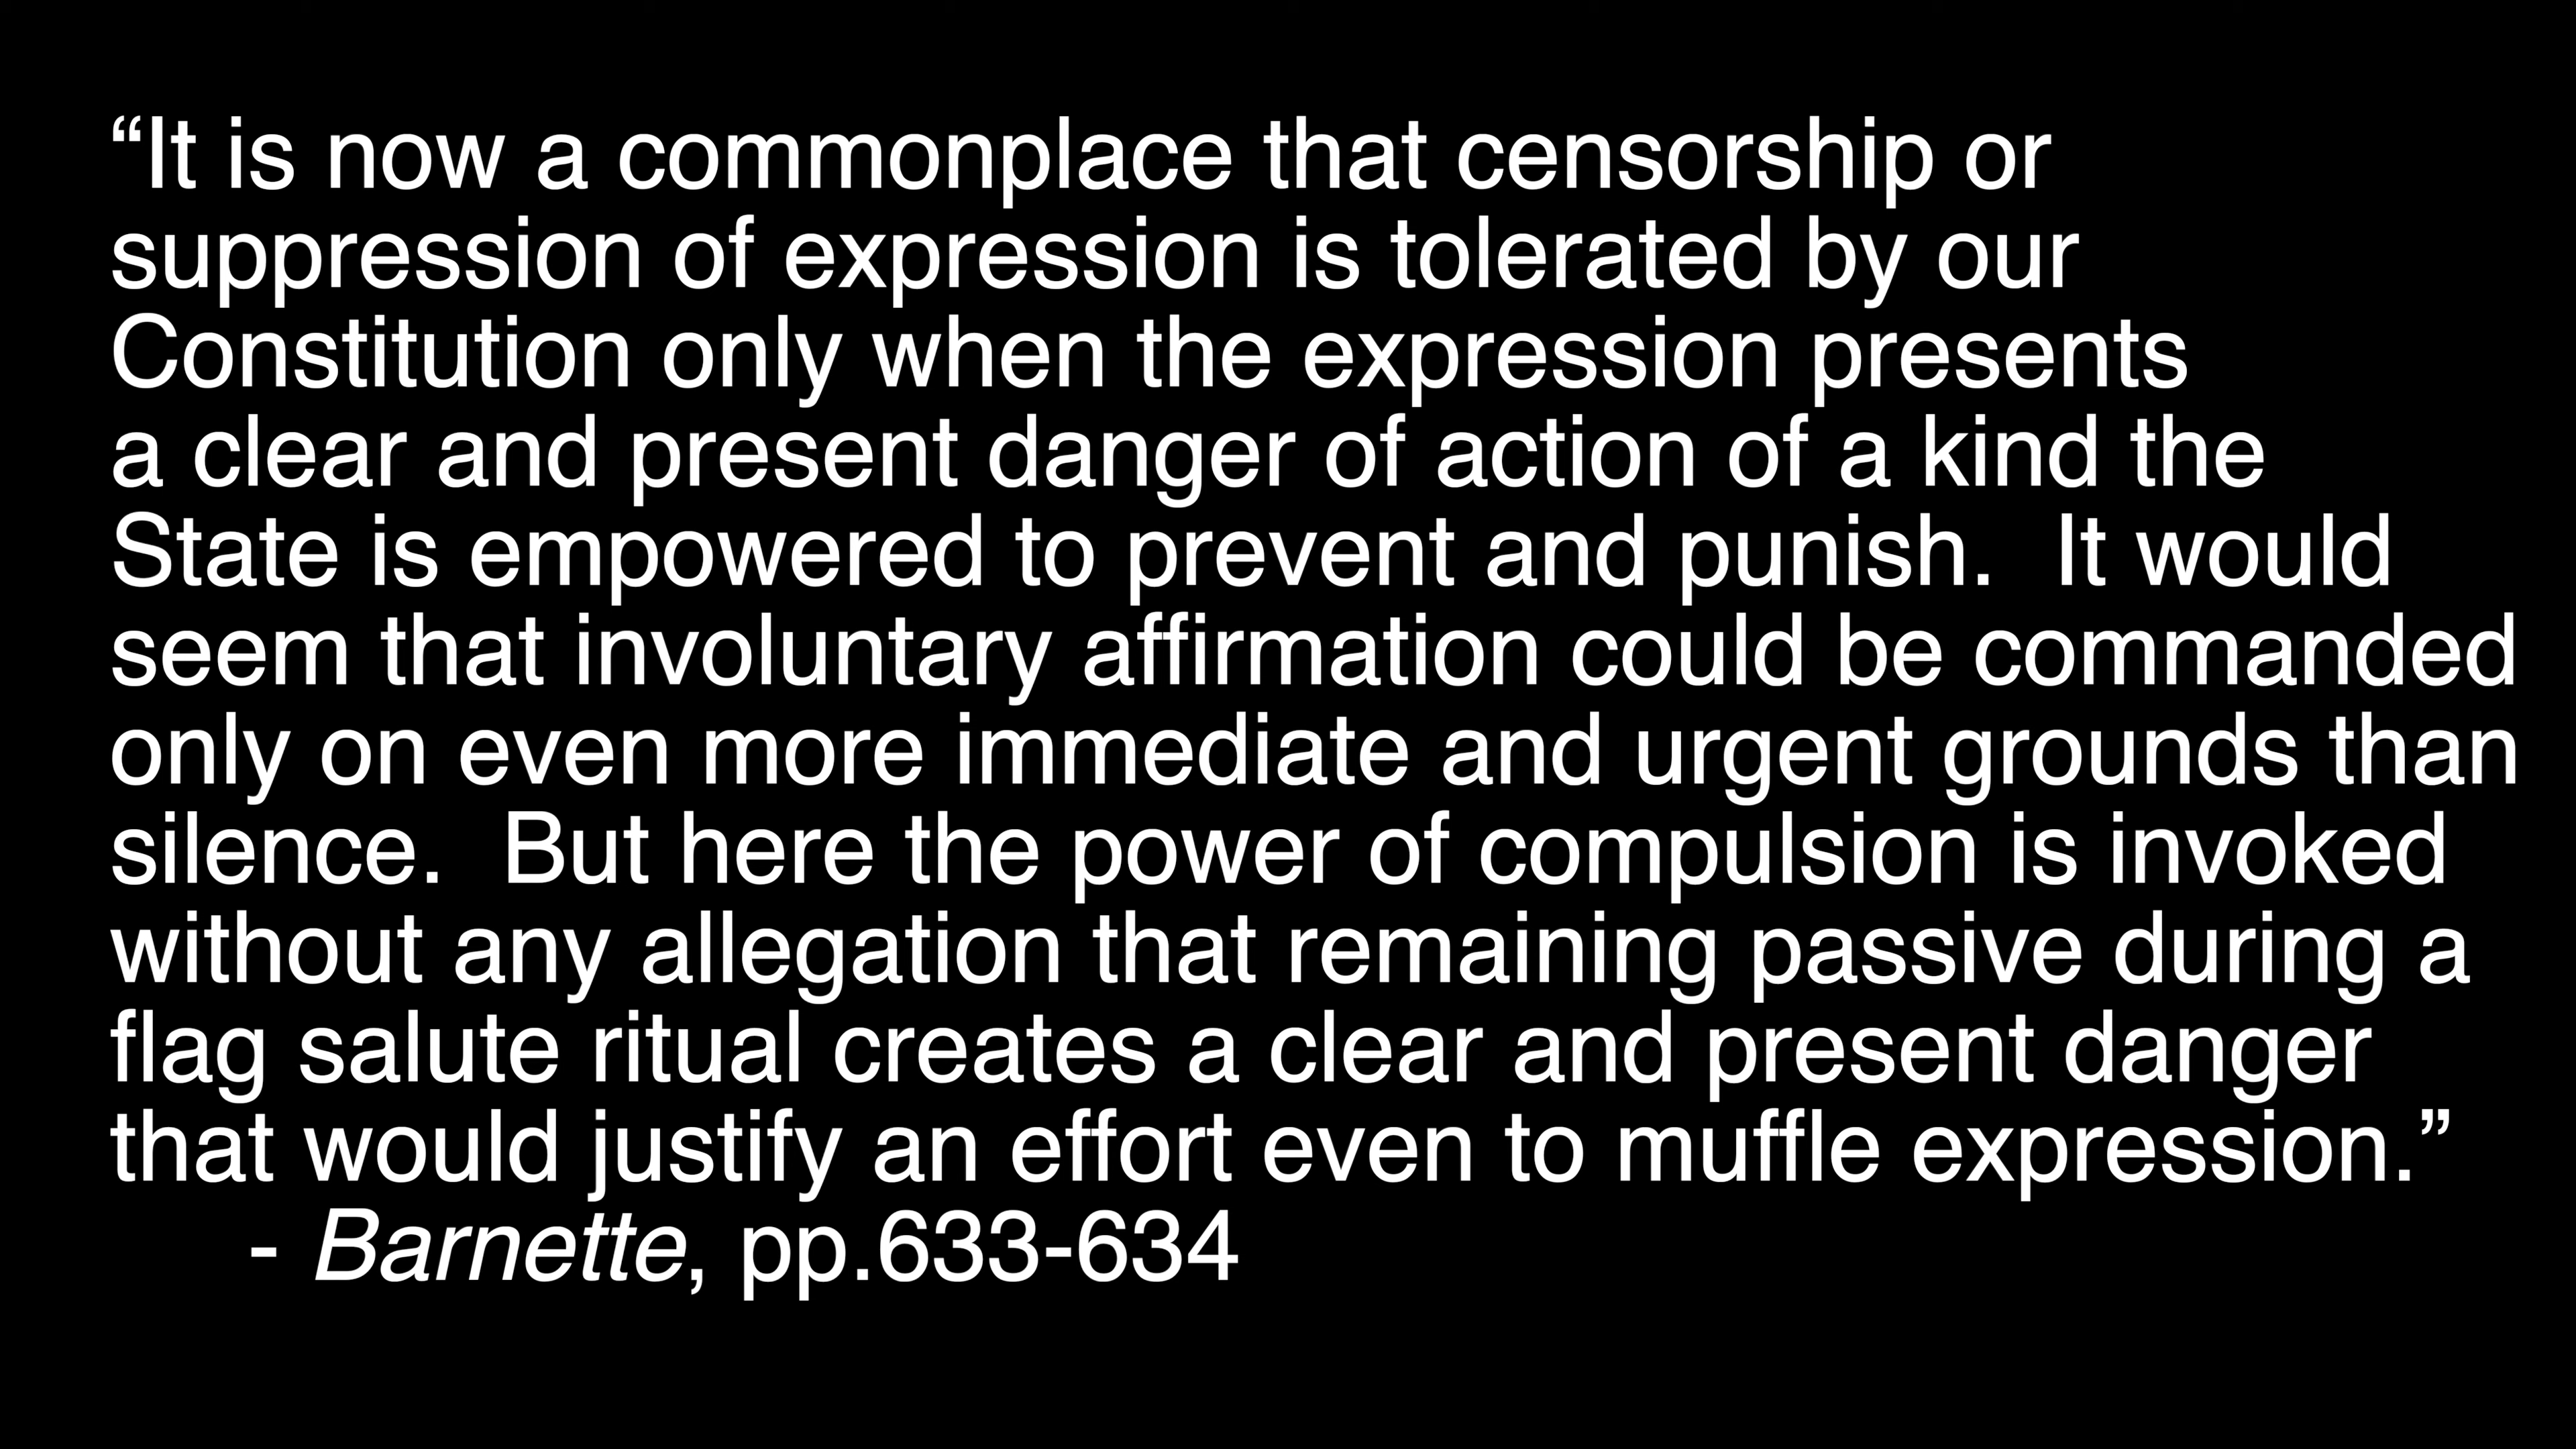 “It is now a commonplace that censorship or
suppression of expression is tolerated by our
Constitution only when the expression presents
a clear and present danger of action of a kind the
State is empowered to prevent and punish.  It would
seem that involuntary affirmation could be commanded
only on even more immediate and urgent grounds than
silence.  But here the power of compulsion is invoked
without any allegation that remaining passive during a
flag salute ritual creates a clear and present danger
that would justify an effort even to muffle expression.”
- Barnette, pp.633-634